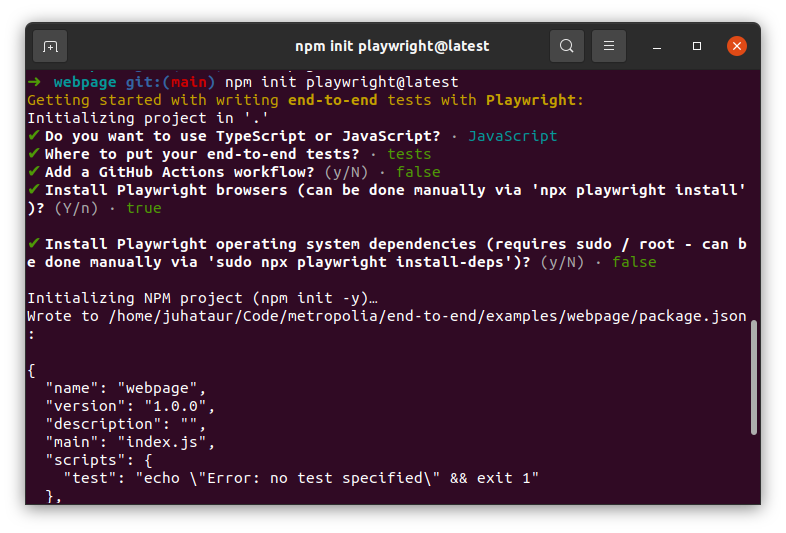 npm init playwright@latest
➜ webpage git:(main) npm init playwright@latest
Getting started with writing end-to-end tests with Playwright:
Initializing project in '.'
✔ Do you want to use TypeScript or JavaScript? · JavaScript
✔ Where to put your end-to-end tests? · tests
✔ Add a GitHub Actions workflow? (y/N) · false
✔ Install Playwright browsers (can be done manually via 'npx playwright install'
)? (Y/n) · true
✔ Install Playwright operating system dependencies (requires sudo / root - can b
e done manually via 'sudo npx playwright install-deps')? (y/N) · false
Initializing NPM project (npm init -y)…
Wrote to /home/juhataur/Code/metropolia/end-to-end/examples/webpage/package.json
:
{
  "name": "webpage",
  "version": "1.0.0",
  "description": "",
  "main": "index.js",
  "scripts": {
    "test": "echo \"Error: no test specified\" && exit 1"
  },